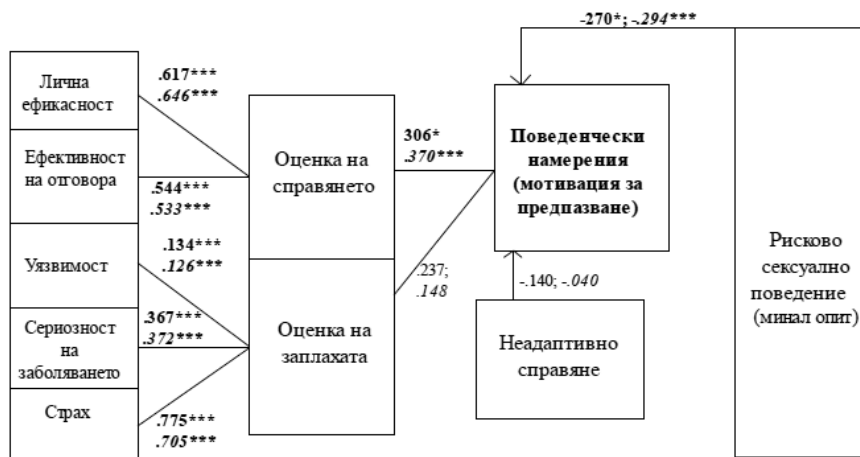 -270*; -.294***
Лична
ефикасност
.617***
.646***
Ефективност
на отговора
.544***
.533***
Уязвимост
.134***
.126***
Сериозност
на
заболяването
.367***
.372***
Страх
.775***
.705***
Оценка на
справянето
Оценка на
заплахата
306*
.370***
.237;
.148
Поведенчески
намерения
(мотивация за
предпазване)
-.140; -.040
Неадаптивно
справяне
Рисково
сексуално
поведение
(минал опит)